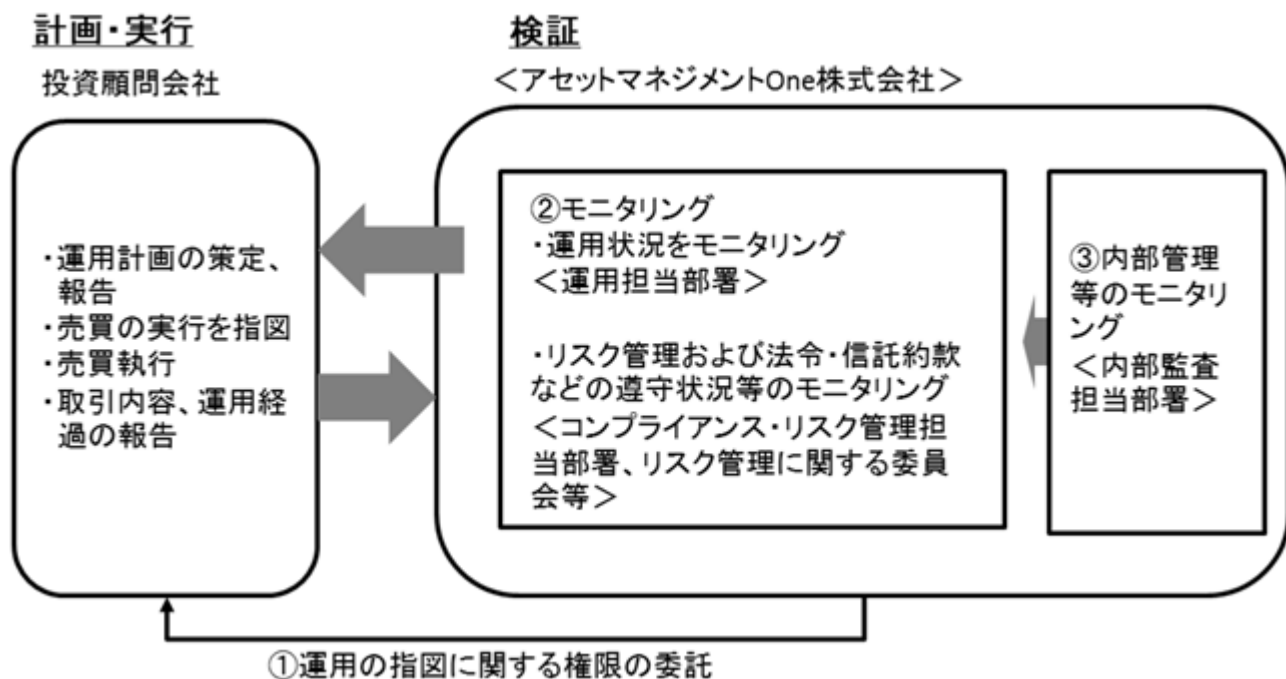 計画・実行
投資顧問会社
・運用計画の策定、
報告
・売買の実行を指図
・売買執行
・取引内容、運用経
過の報告
検証
＜アセットマネジメントOne株式会社＞
②モニタリング
・運用状況をモニタリング
＜運用担当部署＞
・リスク管理および法令・信託約款
などの遵守状況等のモニタリング
＜コンプライアンス・リスク管理担
当部署、リスク管理に関する委員
会等＞
③内部管理
等のモニタリ
ング
＜内部監査
担当部署＞
①運用の指図に関する権限の委託